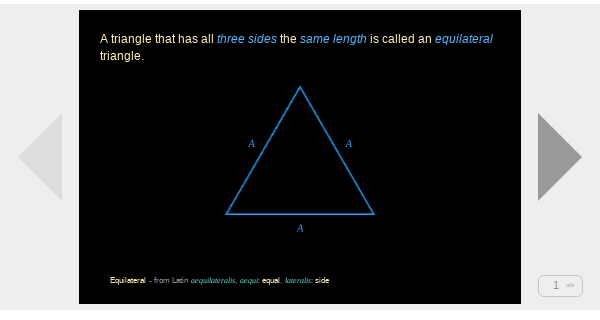 A triangle that has all three sides the same length is called an equilateral
triangle.
A
A
A
Equilateral - from Latin aequilateralis, aequi: equal, lateralis: side
1